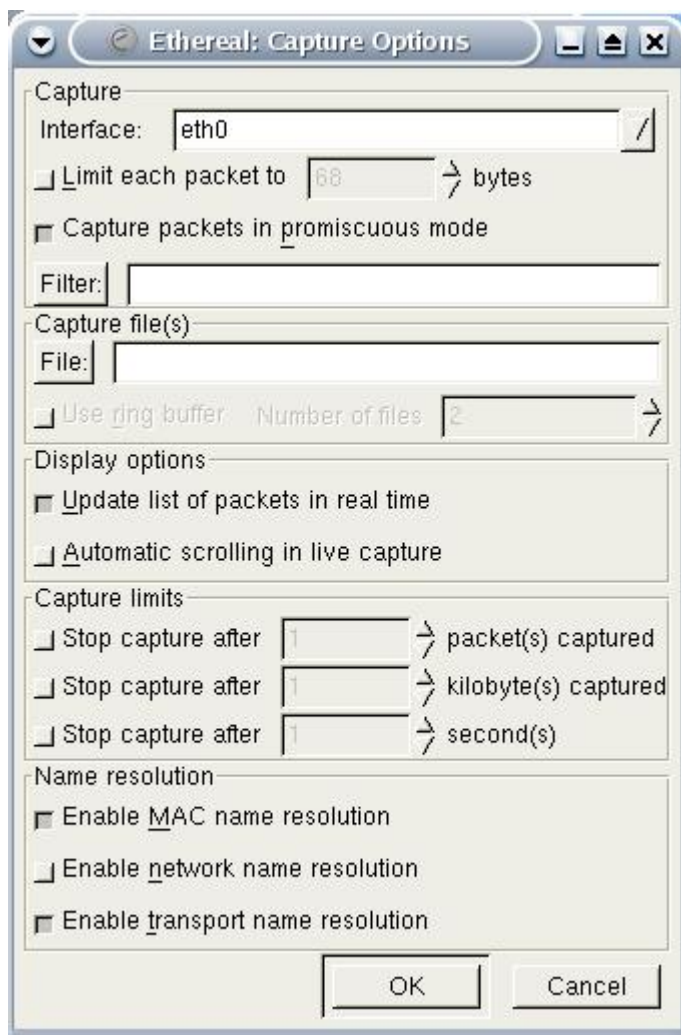 Ethereal: Capture Options
Capture
Interface: eth0
Limit each packet to 68 bytes
Capture packets in promiscuous mode
Filter:
Capture file(s)
File:
Use ring buffer Number of files 2
Display options
Update list of packets in real time
Automatic scrolling in live capture
Capture limits
Stop capture after 1 packet(s) captured
Stop capture after 1 kilobyte(s) captured
Stop capture after 1 second(s)
Name resolution
Enable MAC name resolution
Enable network name resolution
Enable transport name resolution
OK Cancel